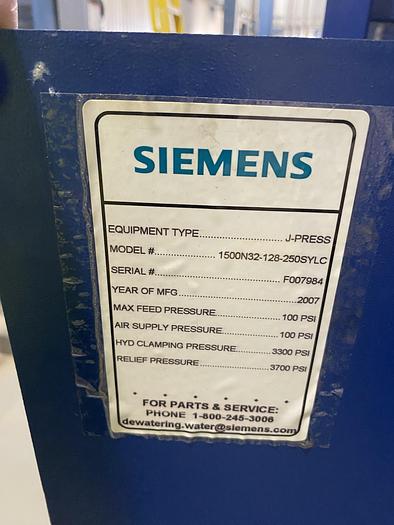 SIEMENS
EQUIPMENT TYPE........................ J-PRESS
MODEL #.................. 1500N32-128-250SYLC
SERIAL #..................................... F007984
YEAR OF MFG..................................2007
MAX FEED PRESSURE................... 100 PSI
AIR SUPPLY PRESSURE.................100 PSI
HYD CLAMPING PRESSURE...........3300 PSI
RELIEF PRESSURE.......................3700 PSI
FOR PARTS & SERVICE:
PHONE 1-800-245-3006
dewatering.water@siemens.com